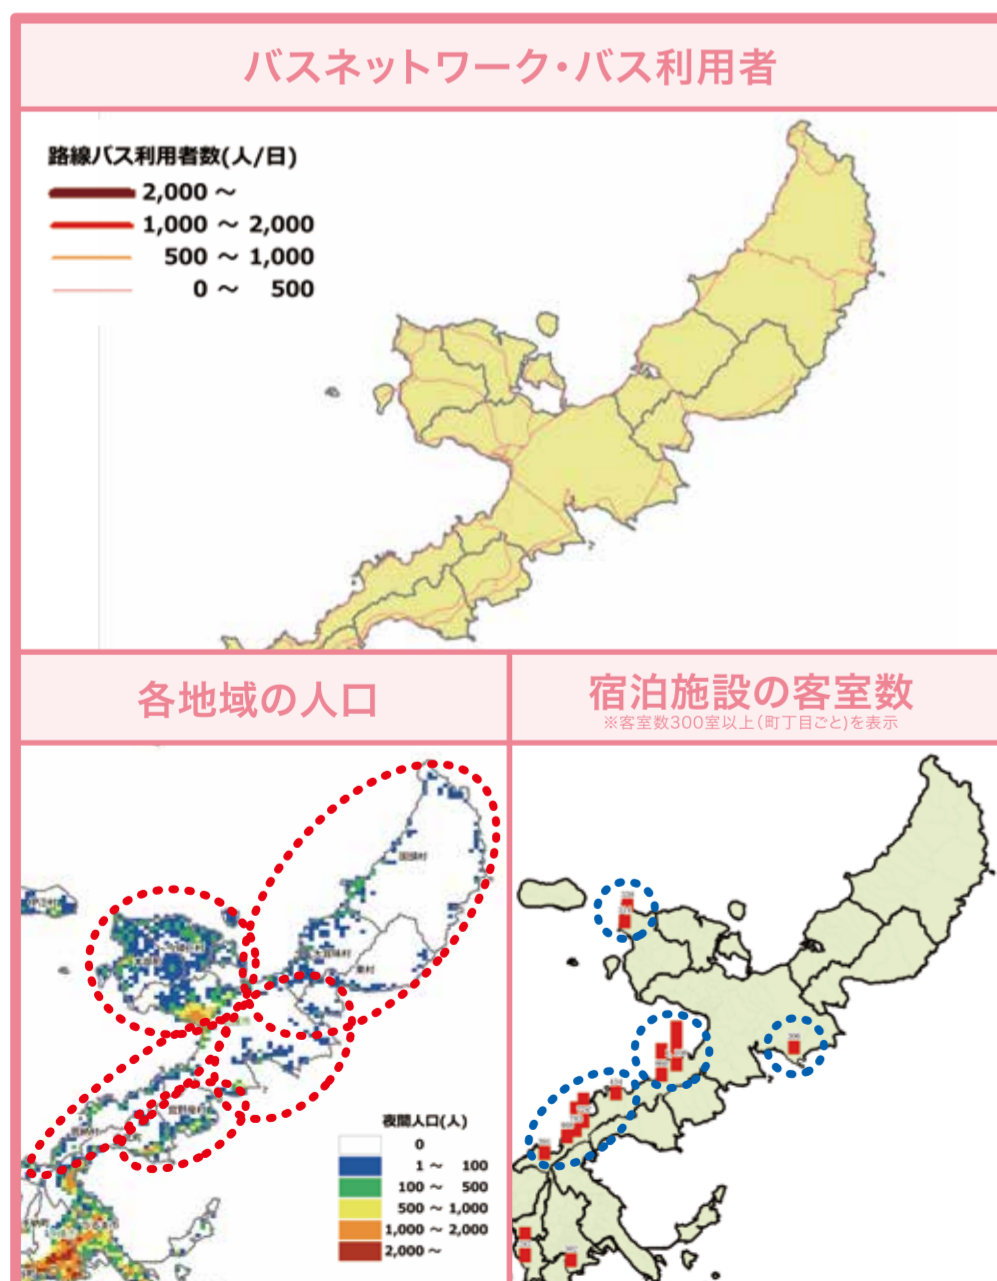 バスネットワーク・バス利用者
路線バス利用者数(人/日)
2,000 ～
1,000 ～ 2,000
500 ～ 1,000
0 ～ 500
各地域の人口
国頭村
大宜味村
東村
宜野座村
夜間人口(人)
0
1 ～ 100
100 ～ 500
500 ～ 1,000
1,000 ～ 2,000
2,000 ～
宿泊施設の客室数
※客室数300室以上(町丁目ごと)を表示